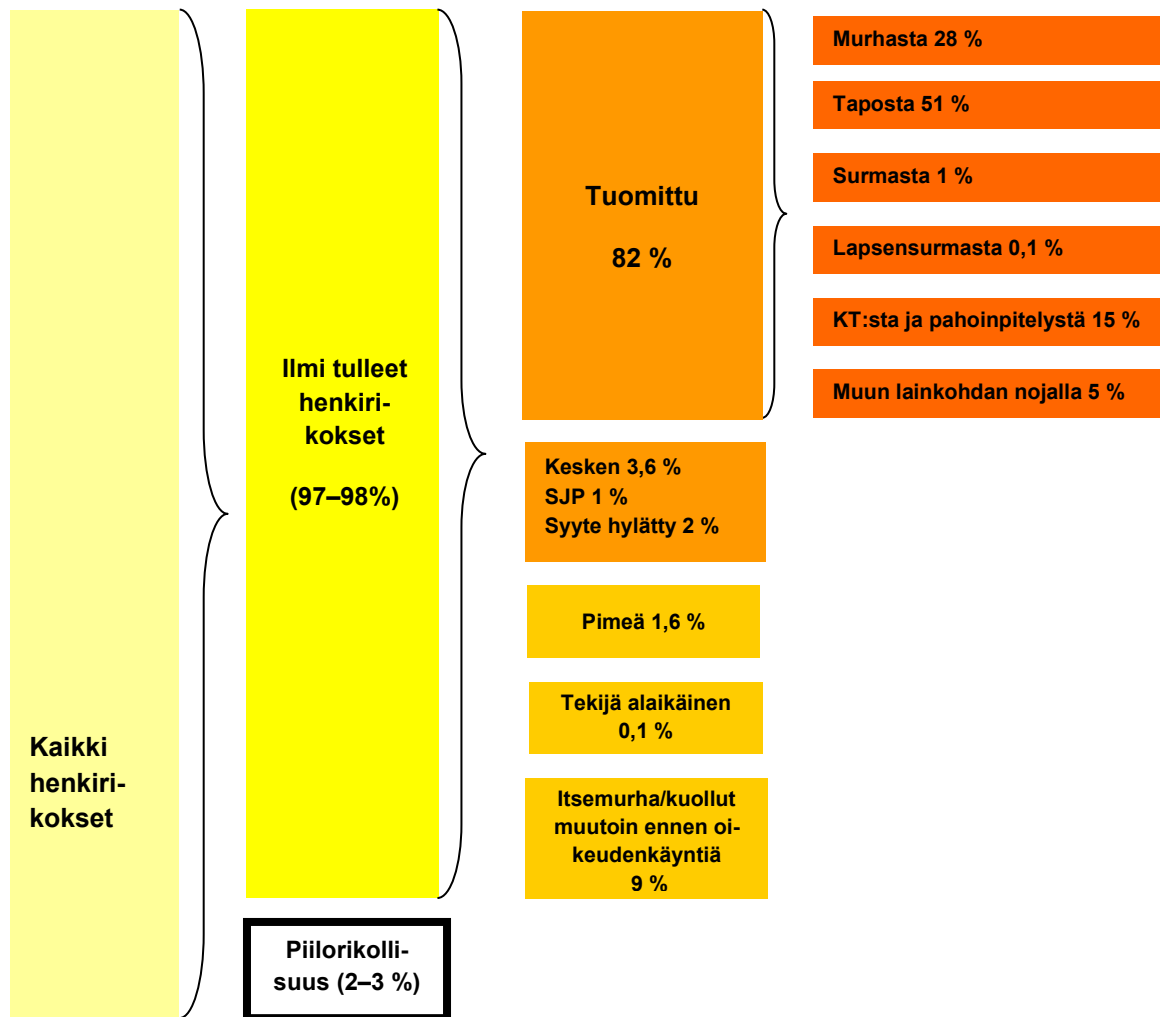 Kaikki
henkiri-
kokset
Ilmi tulleet
henkiri-
kokset
(97–98%)
Piilorikolli-
suus (2–3 %)
Tuomittu
82 %
Kesken 3,6 %
SJP 1 %
Syyte hylätty 2 %
Pimeä 1,6 %
Tekijä alaikäinen
0,1 %
Itsemurha/kuollut
muutoin ennen oi-
keudenkäyntiä
9 %
Murhasta 28 %
Taposta 51 %
Surmasta 1 %
Lapsensurmasta 0,1 %
KT:sta ja pahoinpitelystä 15 %
Muun lainkohdan nojalla 5 %